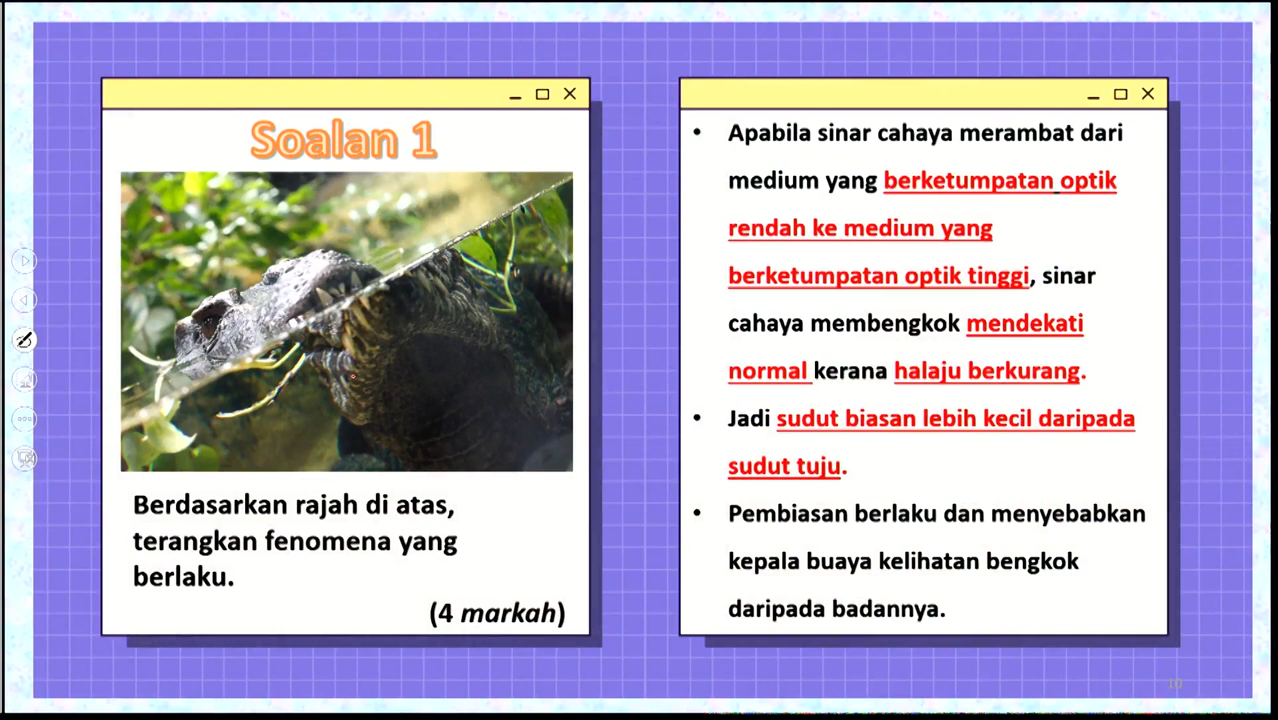 Soalan 1
Berdasarkan rajah di atas,
terangkan fenomena yang
berlaku.
(4 markah)
• Apabila sinar cahaya merambat dari
medium yang berketumpatan optik
rendah ke medium yang
berketumpatan optik tinggi, sinar
cahaya membengkok mendekati
normal kerana halaju berkurang.
• Jadi sudut biasan lebih kecil daripada
sudut tuju.
• Pembiasan berlaku dan menyebabkan
kepala buaya kelihatan bengkok
daripada badannya.
10